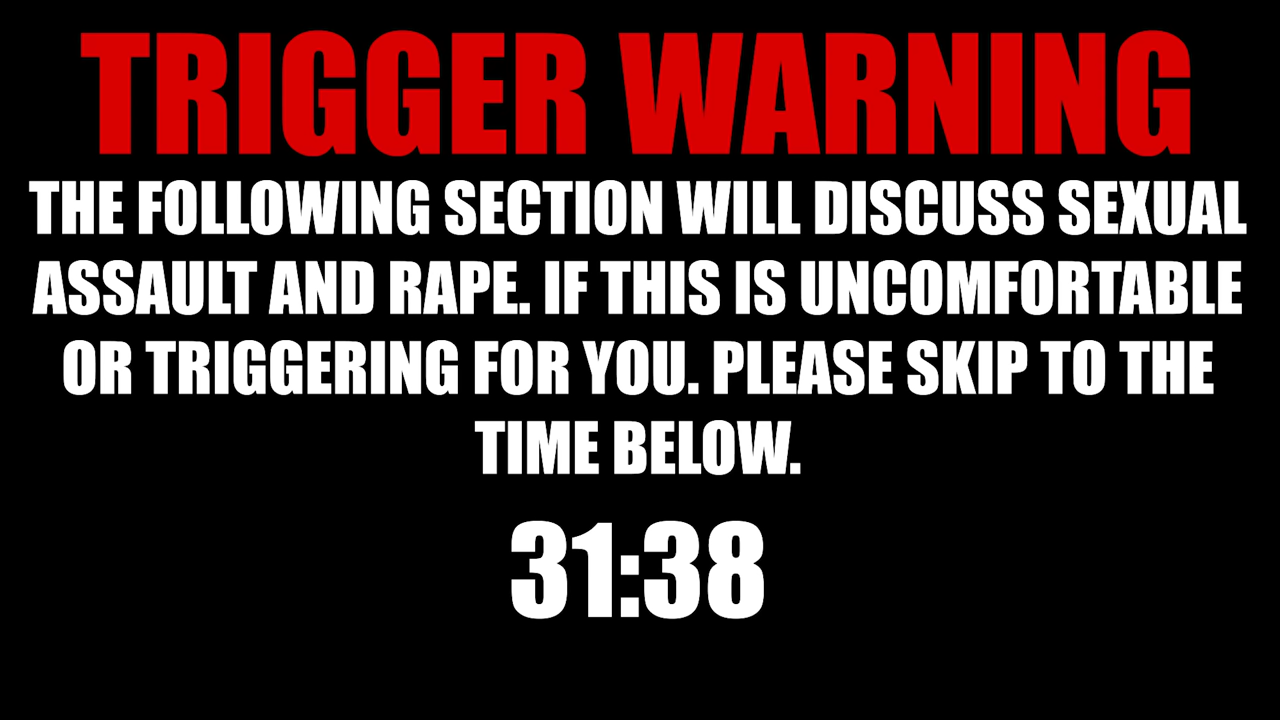 TRIGGER WARNING
THE FOLLOWING SECTION WILL DISCUSS SEXUAL
ASSAULT AND RAPE. IF THIS IS UNCOMFORTABLE
OR TRIGGERING FOR YOU. PLEASE SKIP TO THE
TIME BELOW.
31:38